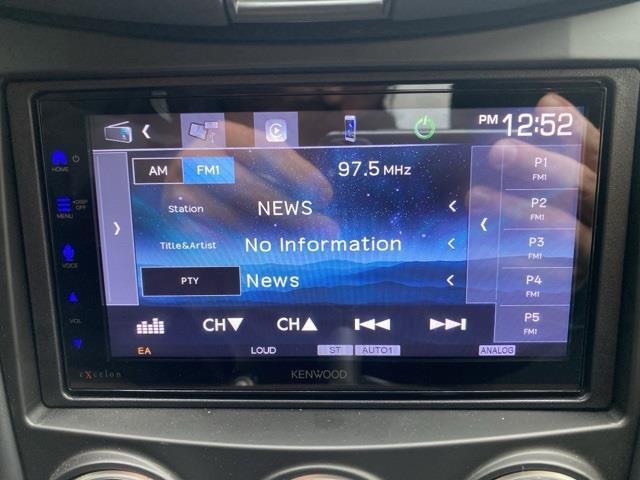 PM 12:52
HOME
AM FM1 97.5 MHz
P1
FM1
DISP
OFF
MENU
Station NEWS
P2
FM1
Title&Artist No Information
P3
FM1
VOICE
PTY News
P4
FM1
VOL
CH▼ CH▲
P5
FM1
EA LOUD ST AUTO1 ANALOG
eXcelon KENWOOD